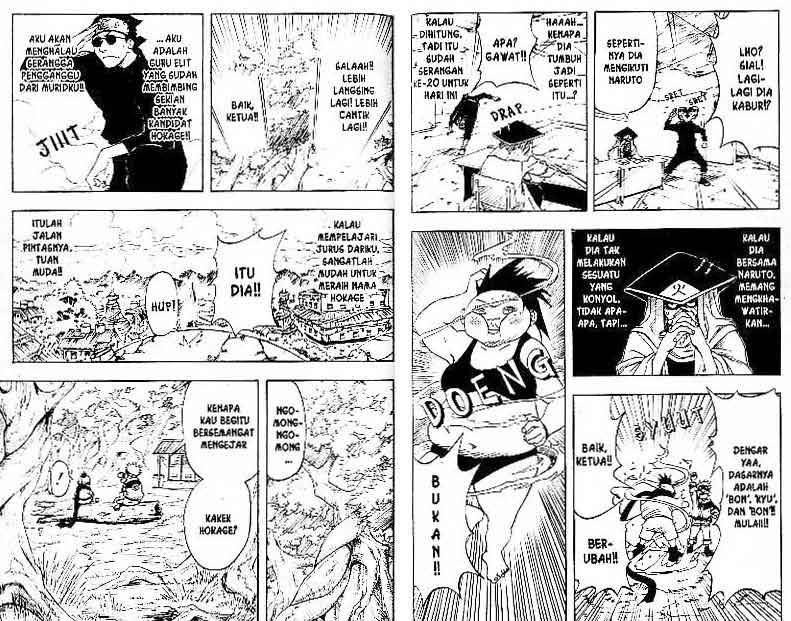 LHO?
SIAL!
LAGI-
LAGI DIA
KABUR!?
SEPERTI-
NYA DIA
MENGIKUTI
NARUTO
SRET
SRET
HAAAH...
KENAPA
DIA
TUMBUH
JADI
SEPERTI
ITU...?
APA?
GAWAT!!
KALAU
DIHITUNG,
TADI ITU
SUDAH
SERANGAN
KE-20 UNTUK
HARI INI
DRAP
KALAU
DIA
BERSAMA
NARUTO,
MEMANG
MENGKHA-
WATIR-
KAN...
KALAU
DIA TAK
MELAKUKAN
SESUATU
YANG
KONYOL,
TIDAK APA-
APA, TAPI...
DENGAR
YAA,
DASARNYA
ADALAH
'BON', 'KYU',
DAN 'BON'!!
MULAI!!
BAIK,
KETUA!!
BER-
UBAH!!
GYUUT
DOENG
BUKAN!!
GALAAH!!
LEBIH
LANGSING
LAGI! LEBIH
CANTIK
LAGI!!
BAIK,
KETUA!!
... AKU
ADALAH
GURU ELIT
YANG SUDAH
MEMBIMBING
SEKIAN
BANYAK
KANDIDAT
HOKAGE!!
AKU AKAN
MENGHALAU
SERANGGA
PENGGANGGU
DARI MURIDKU!!
JIIIT
KALAU
MEMPELAJARI
JURUS DARIKU,
SANGATLAH
MUDAH UNTUK
MERAIH NAMA
HOKAGE
ITU
DIA!!
HUP!
ITULAH
JALAN
PINTASNYA,
TUAN
MUDA!!
NGO-
MONG-
NGO-
MONG
...
KENAPA
KAU BEGITU
BERSEMANGAT
MENGEJAR
KAKEK
HOKAGE?
!